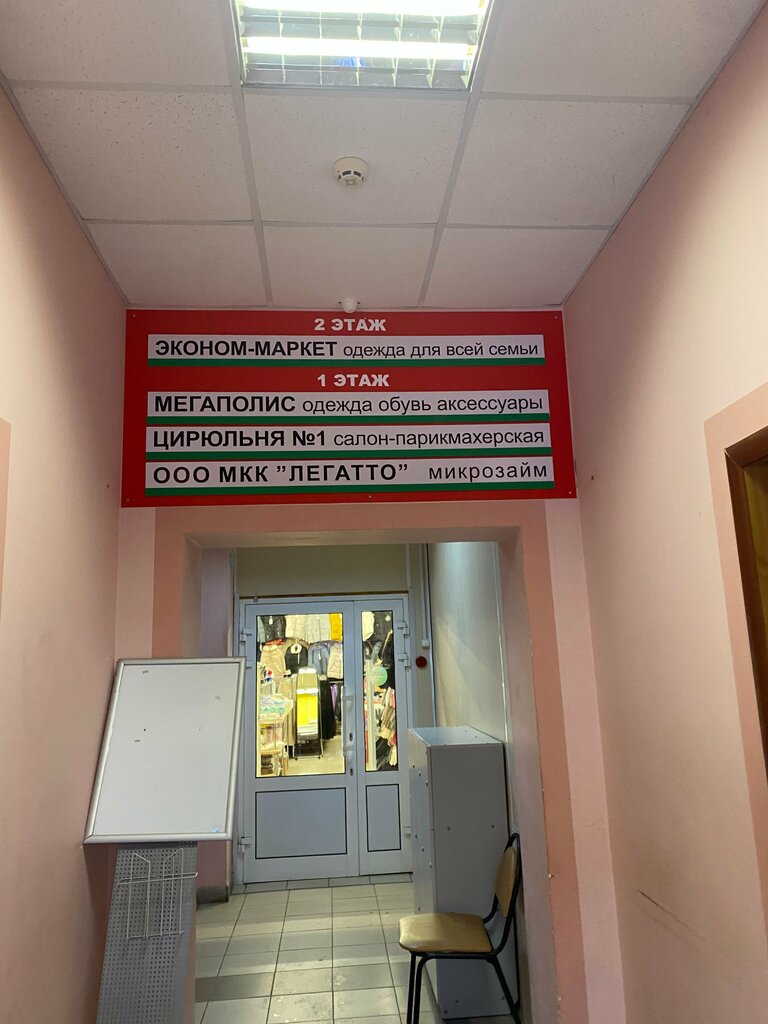 2 ЭТАЖ
ЭКОНОМ-МАРКЕТ одежда для всей семьи
1 ЭТАЖ
МЕГАПОЛИС одежда обувь аксессуары
ЦИРЮЛЬНЯ №1 салон-парикмахерская
ООО МКК "ЛЕГАТТО" микрозайм